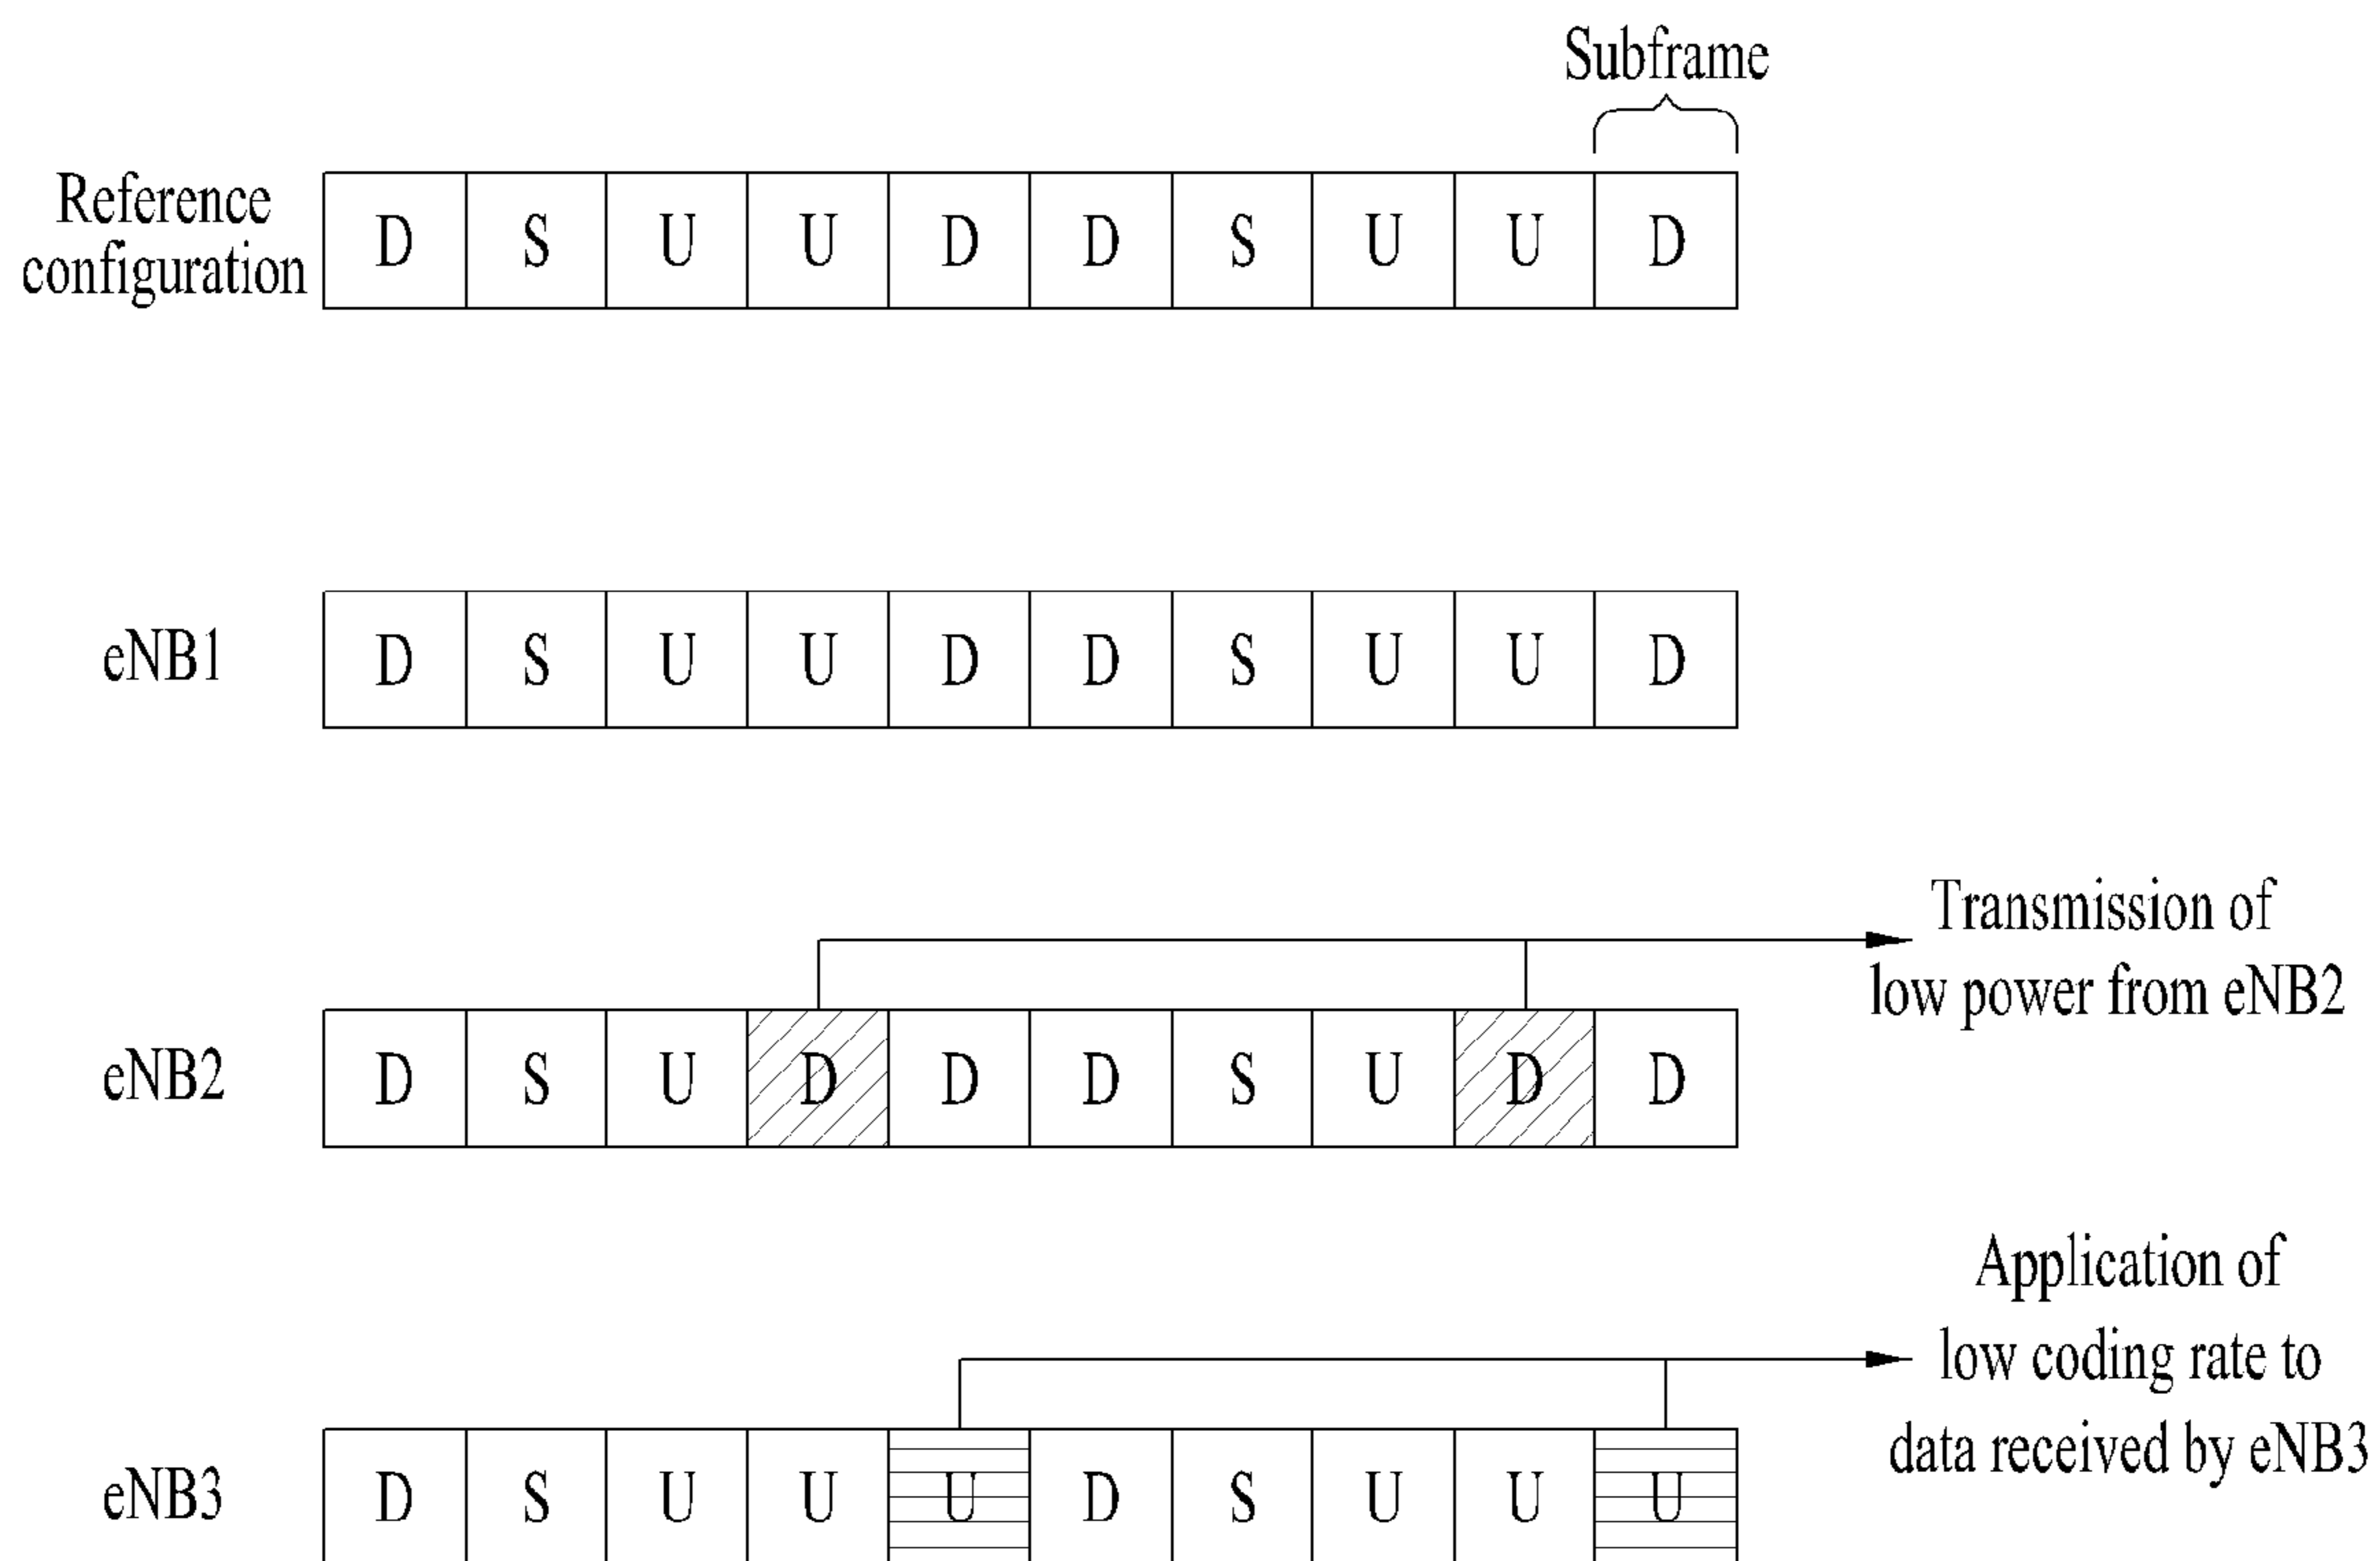 Subframe
Reference
configuration
D S U U D D S U U D
eNB1
D S U U D D S U U D
Transmission of
low power from eNB2
eNB2
D S U D D D S U D D
Application of
low coding rate to
data received by eNB3
eNB3
D S U U U D S U U U